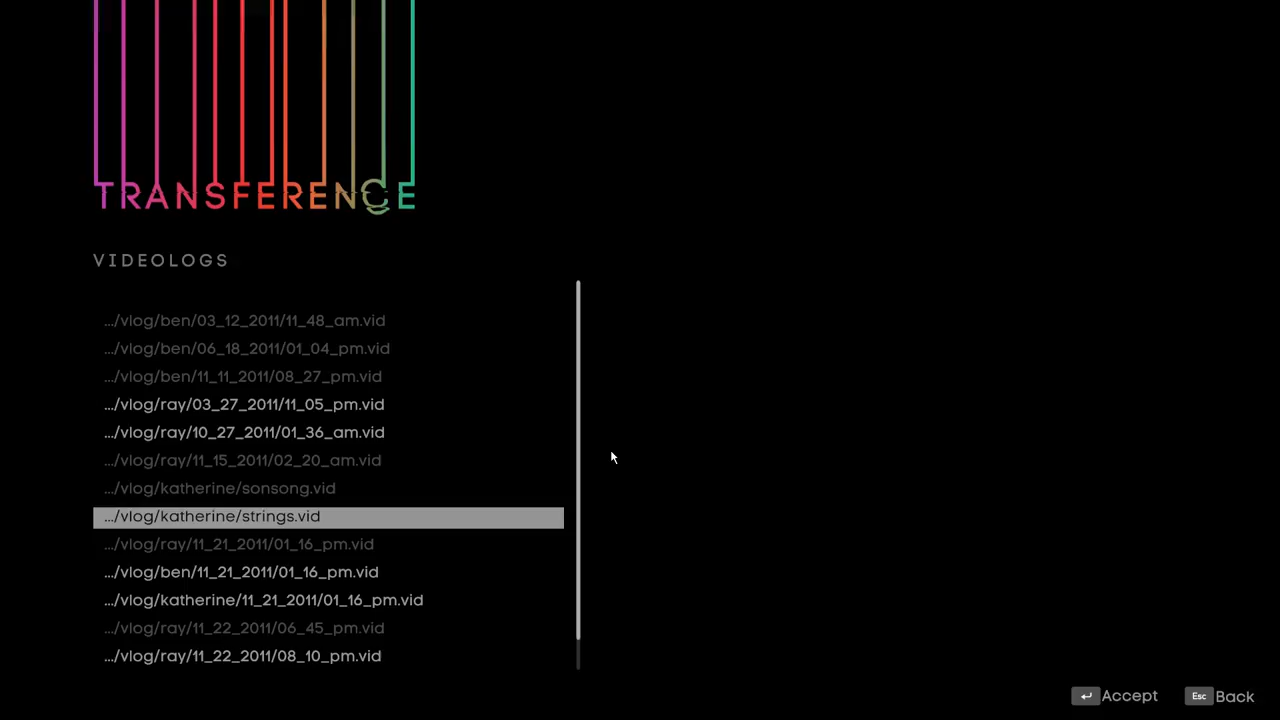 TRANSFERENCE
VIDEOLOGS
.../vlog/ben/03_12_2011/11_48_am.vid
.../vlog/ben/06_18_2011/01_04_pm.vid
.../vlog/ben/11_11_2011/08_27_pm.vid
.../vlog/ray/03_27_2011/11_05_pm.vid
.../vlog/ray/10_27_2011/01_36_am.vid
.../vlog/ray/11_15_2011/02_20_am.vid
.../vlog/katherine/sonsong.vid
.../vlog/katherine/strings.vid
.../vlog/ray/11_21_2011/01_16_pm.vid
.../vlog/ben/11_21_2011/01_16_pm.vid
.../vlog/katherine/11_21_2011/01_16_pm.vid
.../vlog/ray/11_22_2011/06_45_pm.vid
.../vlog/ray/11_22_2011/08_10_pm.vid
↵ Accept Esc Back